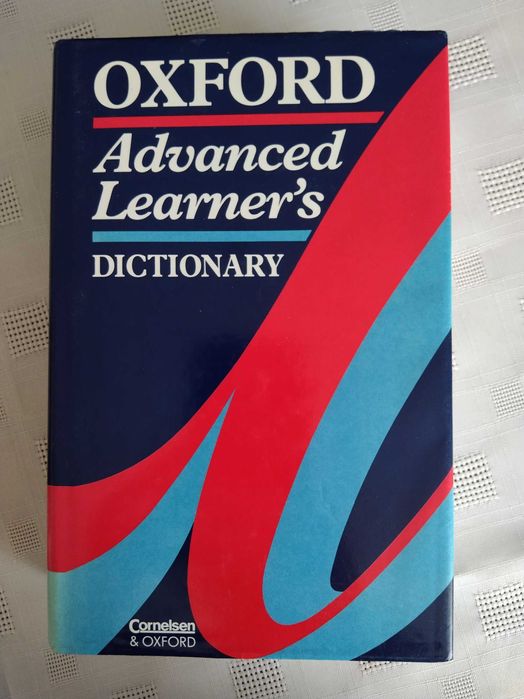 OXFORD
Advanced
Learner's
DICTIONARY
Cornelsen
& OXFORD